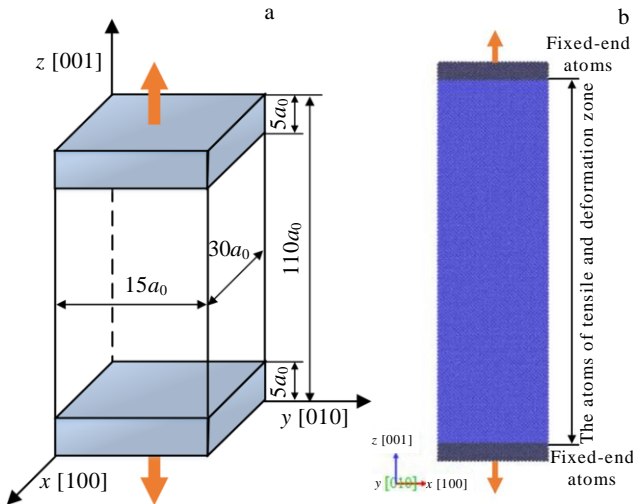 a
z [001]
5a₀
110a₀
30a₀
15a₀
5a₀
y [010]
x [100]
b
Fixed-end
atoms
The atoms of tensile and deformation zone
Fixed-end
atoms
z [001]
y [010]
x [100]